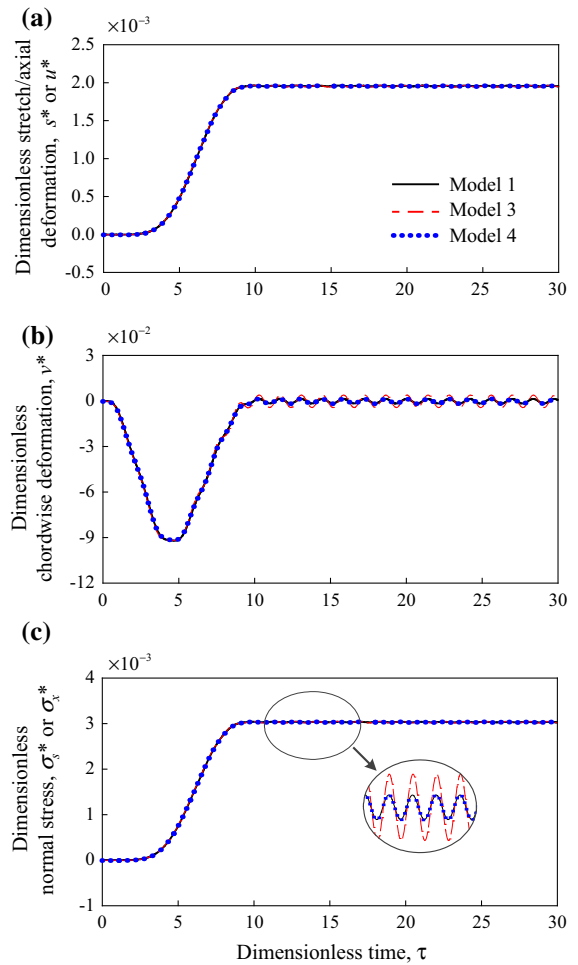 (a)
×10⁻³
Dimensionless stretch/axial
deformation, s* or u*
2.5
2.0
1.5
1.0
0.5
0.0
-0.5
Model 1
Model 3
Model 4
0 5 10 15 20 25 30
(b)
×10⁻²
Dimensionless
chordwise deformation, v*
3
0
-3
-6
-9
-12
0 5 10 15 20 25 30
(c)
×10⁻³
Dimensionless
normal stress, σₛ* or σₓ*
4
3
2
1
0
-1
0 5 10 15 20 25 30
Dimensionless time, τ